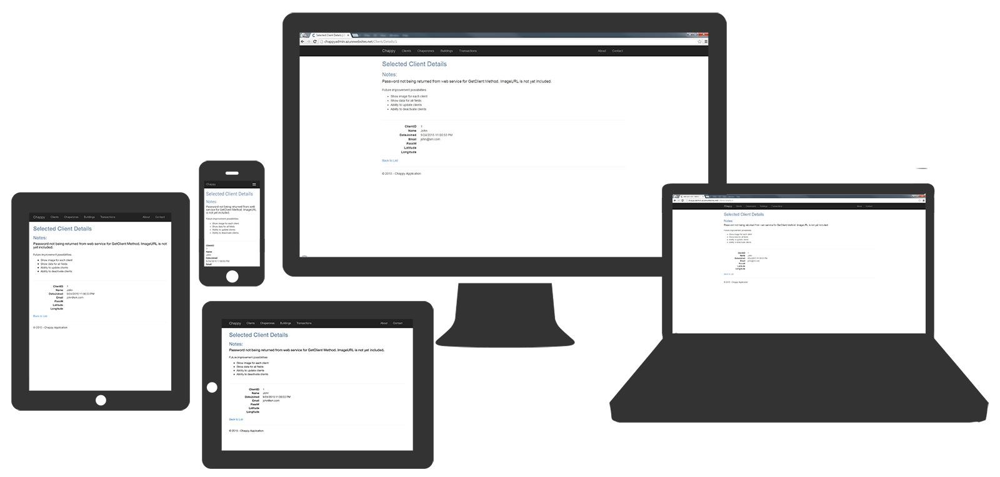 Selected Client Details | C
chappyadmin.azurewebsites.net/Client/Details/1
Chappy Clients Chaperones Buildings Transactions About Contact
Selected Client Details
Notes:
Password not being returned from web service for GetClient Method. ImageURL is not yet included.
Future improvement possibilities:
• Show image for each client
• Show data for all fields
• Ability to update clients
• Ability to deactivate clients
ClientID 1
Name John
DateJoined 9/24/2015 11:00:53 PM
Email john@sm.com
PassW
Latitude
Longitude
Back to List
© 2015 - Chappy Application
Chappy
Selected Client Details
Notes:
Password not being returned from web
service for GetClient Method. ImageURL
is not yet included.
Future improvement possibilities:
• Show image for each client
• Show data for all fields
• Ability to update clients
• Ability to deactivate clients
ClientID
1
Name
John
DateJoined
9/24/2015 11:00:53 PM
Email
Chappy Clients Chaperones Buildings Transactions About Contact
Selected Client Details
Notes:
Password not being returned from web service for GetClient Method. ImageURL is not
yet included.
Future improvement possibilities:
• Show image for each client
• Show data for all fields
• Ability to update clients
• Ability to deactivate clients
ClientID 1
Name John
DateJoined 9/24/2015 11:00:53 PM
Email john@sm.com
PassW
Latitude
Longitude
Back to List
© 2015 - Chappy Application
Chappy Clients Chaperones Buildings Transactions About Contact
Selected Client Details
Notes:
Password not being returned from web service for GetClient Method. ImageURL is not yet included.
Future improvement possibilities:
• Show image for each client
• Show data for all fields
• Ability to update clients
• Ability to deactivate clients
ClientID 1
Name John
DateJoined 9/24/2015 11:00:53 PM
Email john@sm.com
PassW
Latitude
Longitude
Back to List
© 2015 - Chappy Application
Chappy Clients Chaperones Buildings Transactions About Contact
Selected Client Details
Notes:
Password not being returned from web service for GetClient Method. ImageURL is not yet included.
Future improvement possibilities:
• Show image for each client
• Show data for all fields
• Ability to update clients
• Ability to deactivate clients
ClientID 1
Name John
DateJoined 9/24/2015 11:00:53 PM
Email john@sm.com
PassW
Latitude
Longitude
Back to List
© 2015 - Chappy Application